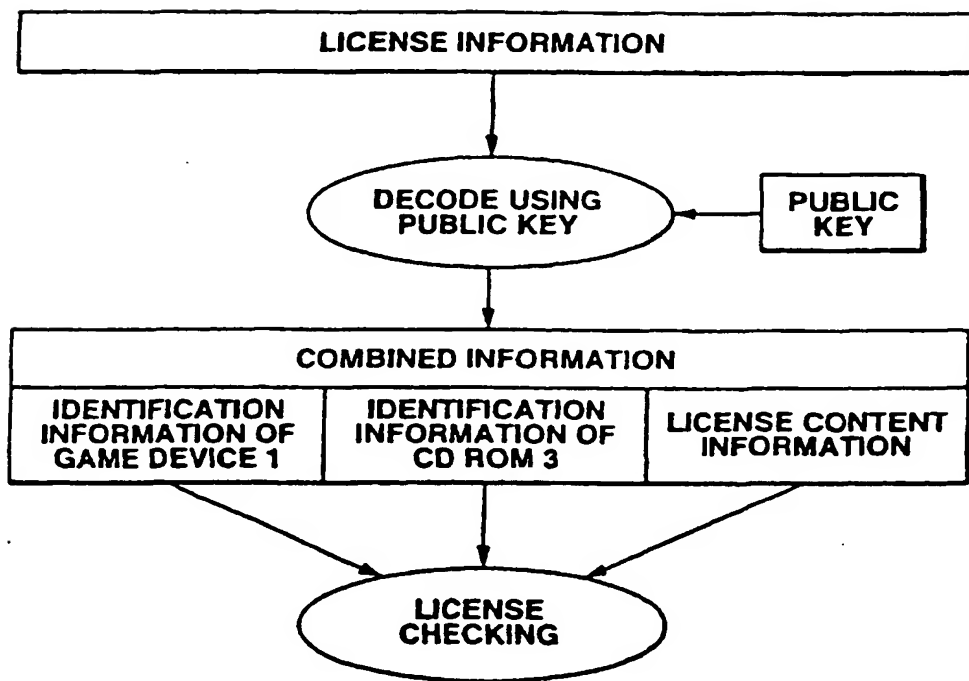 LICENSE INFORMATION
DECODE USING
PUBLIC KEY
PUBLIC
KEY
COMBINED INFORMATION
IDENTIFICATION
INFORMATION OF
GAME DEVICE 1
IDENTIFICATION
INFORMATION OF
CD ROM 3
LICENSE CONTENT
INFORMATION
LICENSE
CHECKING